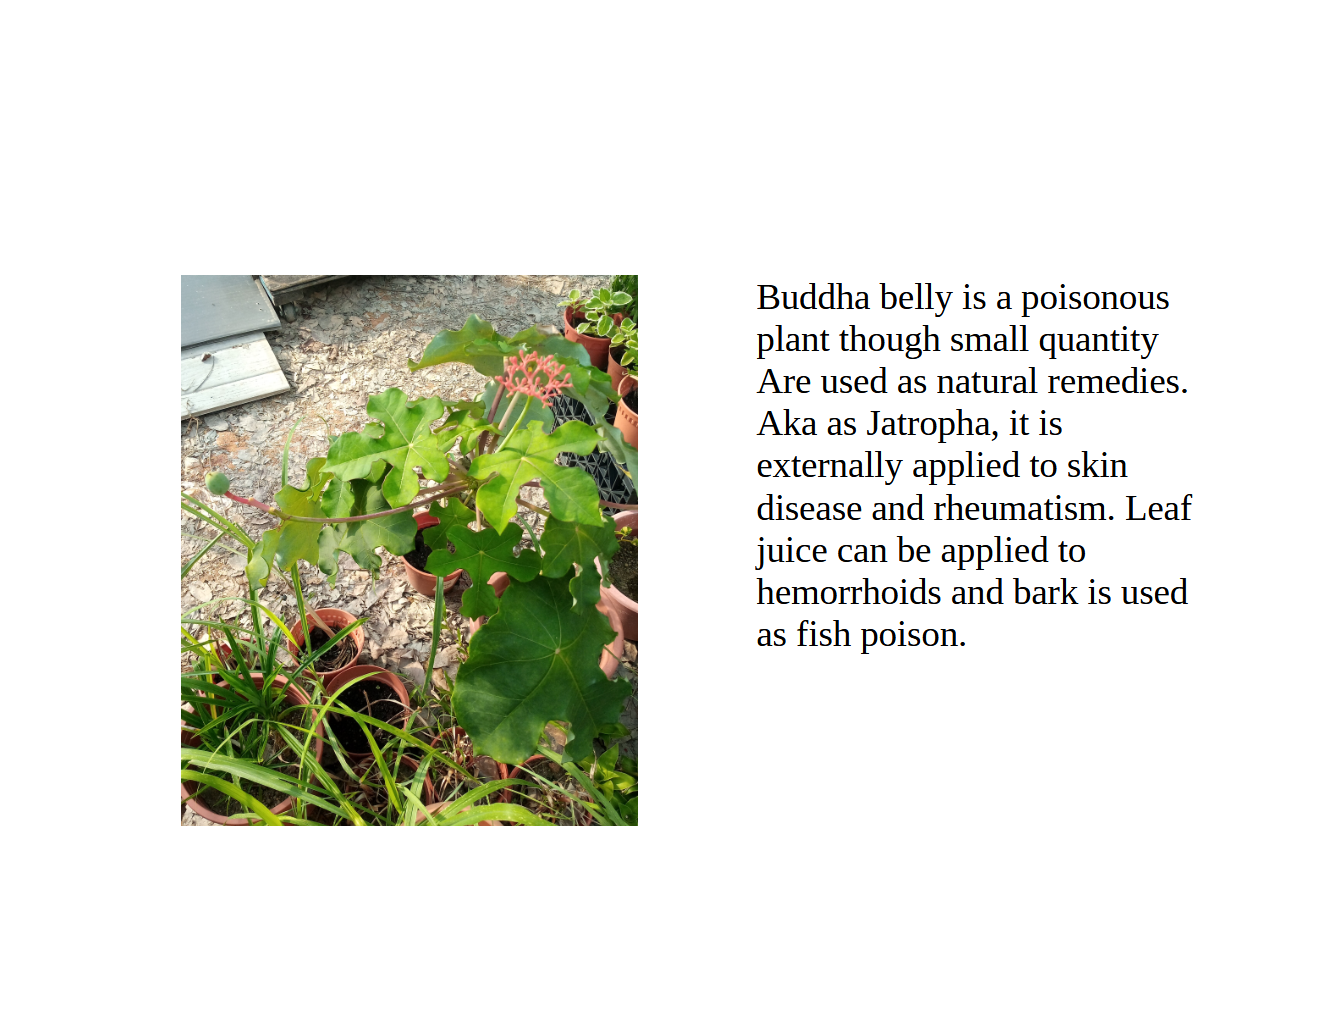 Buddha belly is a poisonous
plant though small quantity
Are used as natural remedies.
Aka as Jatropha, it is
externally applied to skin
disease and rheumatism. Leaf
juice can be applied to
hemorrhoids and bark is used
as fish poison.